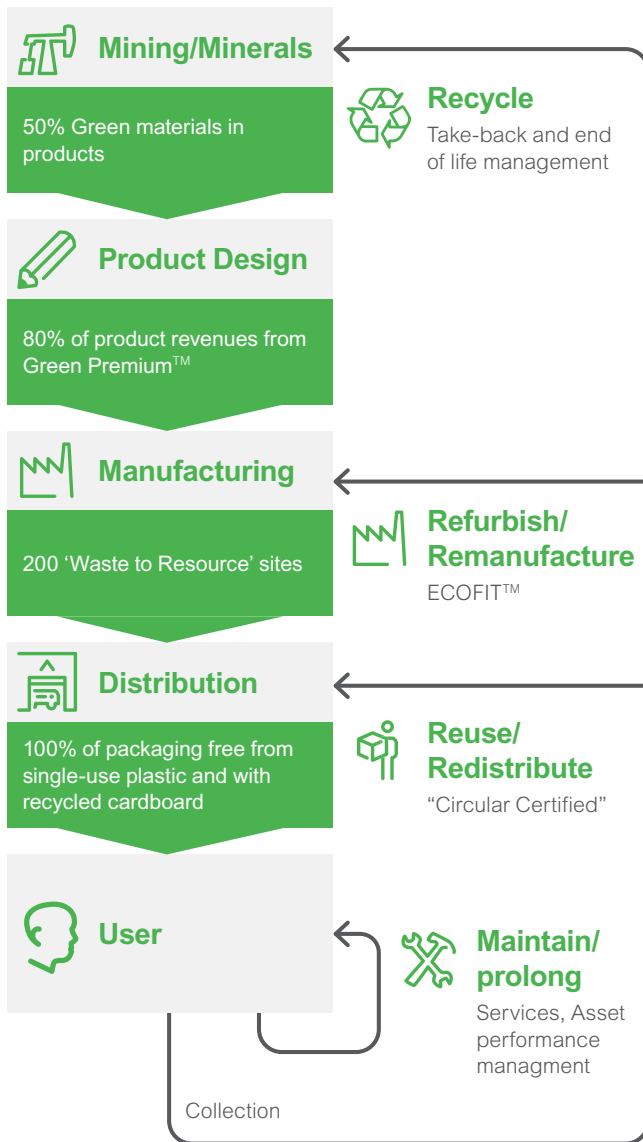 Mining/Minerals
50% Green materials in
products
Recycle
Take-back and end
of life management
Product Design
80% of product revenues from
Green Premium™
Manufacturing
200 ‘Waste to Resource’ sites
Refurbish/
Remanufacture
ECOFIT™
Distribution
100% of packaging free from
single-use plastic and with
recycled cardboard
Reuse/
Redistribute
“Circular Certified”
User
Maintain/
prolong
Services, Asset
performance
managment
Collection